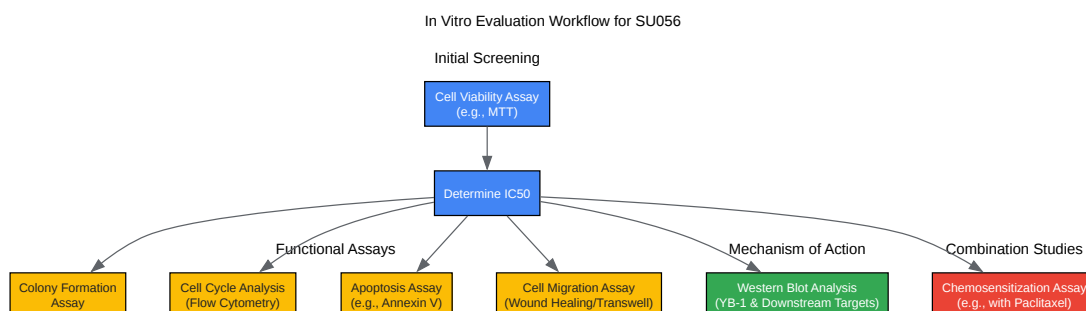 In Vitro Evaluation Workflow for SU056
Initial Screening
Cell Viability Assay
(e.g., MTT)
Determine IC50
Functional Assays
Mechanism of Action
Combination Studies
Colony Formation
Assay
Cell Cycle Analysis
(Flow Cytometry)
Apoptosis Assay
(e.g., Annexin V)
Cell Migration Assay
(Wound Healing/Transwell)
Western Blot Analysis
(YB-1 & Downstream Targets)
Chemosensitization Assay
(e.g., with Paclitaxel)